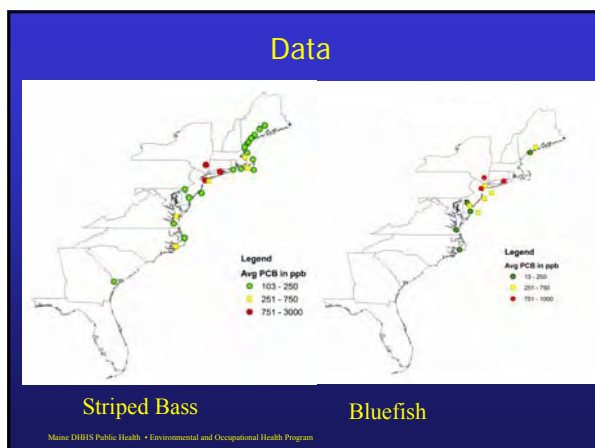 Data
Legend
Avg PCB in ppb
103 - 250
251 - 750
751 - 3000
Legend
Avg PCB in ppb
13 - 250
251 - 750
751 - 1000
Striped Bass
Bluefish
Maine DHHS Public Health • Environmental and Occupational Health Program